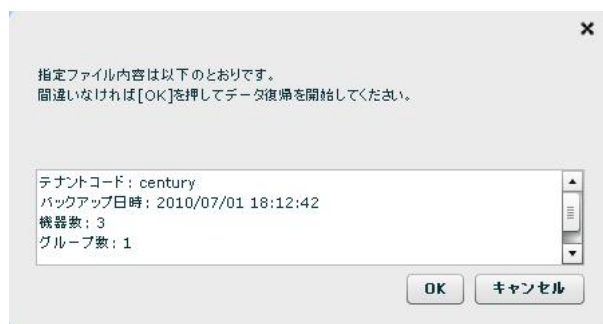 指定ファイル内容は以下のとおりです。
間違いなければ[OK]を押してデータ復帰を開始してください。
テナントコード: century
バックアップ日時: 2010/07/01 18:12:42
機器数: 3
グループ数: 1
OK キャンセル